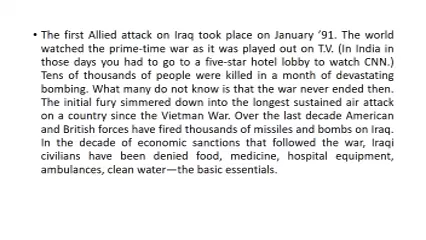 • The first Allied attack on Iraq took place on January ’91. The world
watched the prime-time war as it was played out on T.V. (In India in
those days you had to go to a five-star hotel lobby to watch CNN.)
Tens of thousands of people were killed in a month of devastating
bombing. What many do not know is that the war never ended then.
The initial fury simmered down into the longest sustained air attack
on a country since the Vietman War. Over the last decade American
and British forces have fired thousands of missiles and bombs on Iraq.
In the decade of economic sanctions that followed the war, Iraqi
civilians have been denied food, medicine, hospital equipment,
ambulances, clean water—the basic essentials.